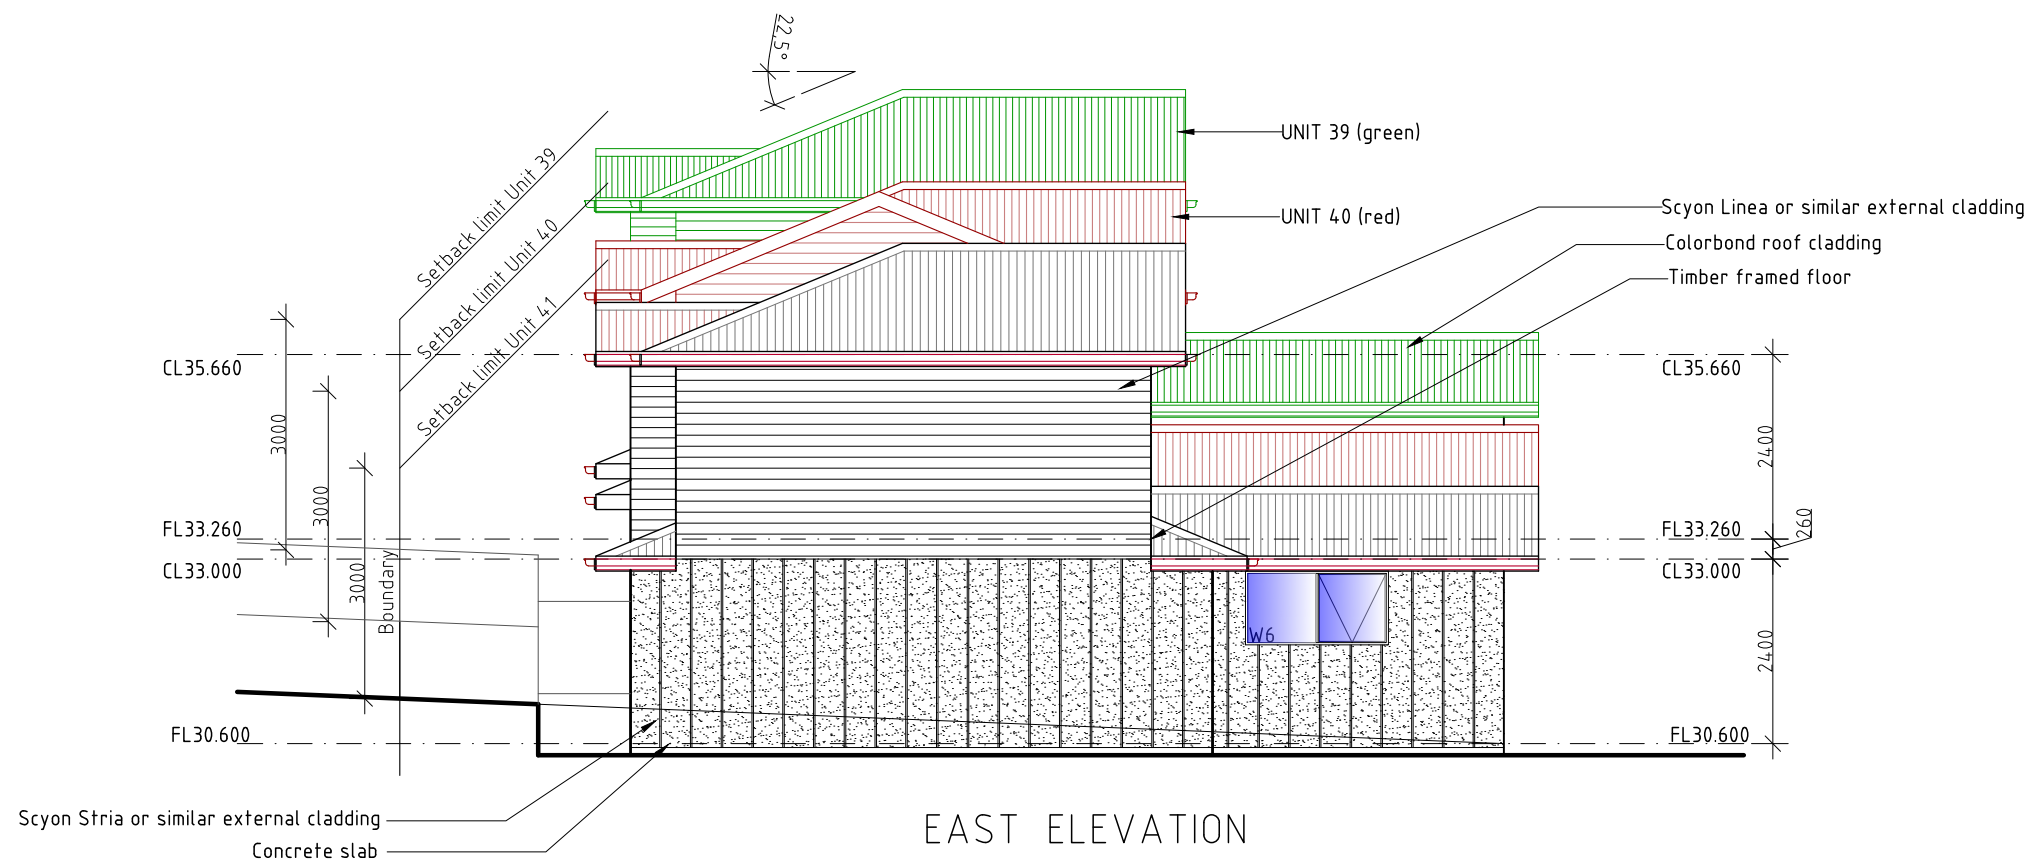 22.5°
UNIT 39 (green)
UNIT 40 (red)
Scyon Linea or similar external cladding
Colorbond roof cladding
Timber framed floor
Setback limit Unit 39
Setback limit Unit 40
Setback limit Unit 41
CL35.660
CL35.660
3000
3000
3000
2400
FL33.260
FL33.260
260
CL33.000
CL33.000
Boundary
W6
2400
FL30.600
FL30.600
Scyon Stria or similar external cladding
Concrete slab
EAST ELEVATION